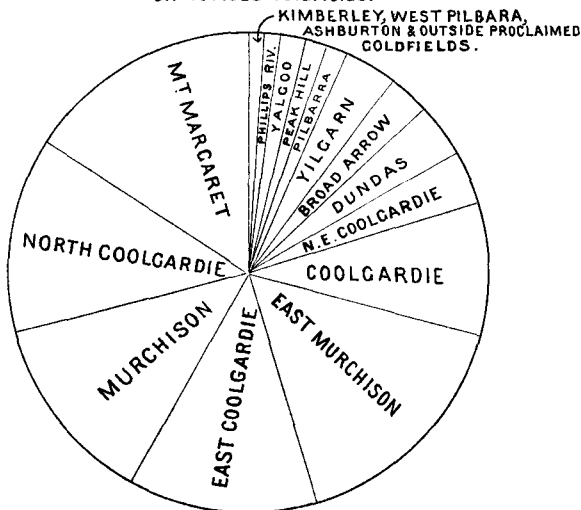 KIMBERLEY, WEST PILBARA,
ASHBURTON & OUTSIDE PROCLAIMED
GOLDFIELDS.
PHILLIPS RIV.
YALGOO
PEAK HILL
PILBARRA
YILGARN
BROAD ARROW
DUNDAS
N.E. COOLGARDIE
COOLGARDIE
EAST MURCHISON
EAST COOLGARDIE
MURCHISON
NORTH COOLGARDIE
MT. MARGARET